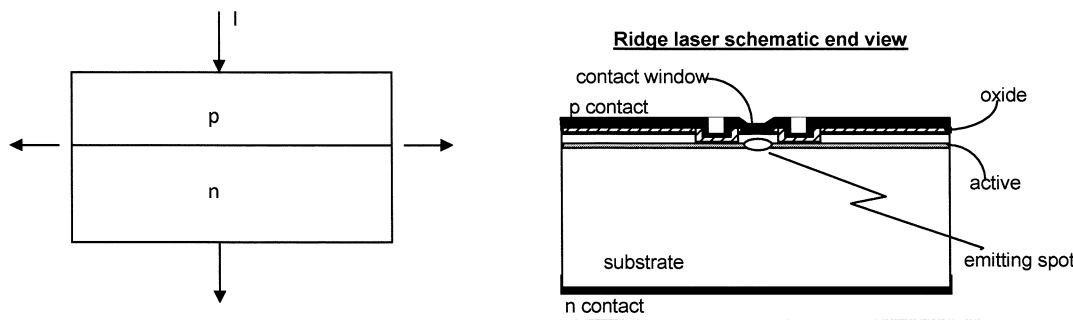 I
p
n
Ridge laser schematic end view
contact window
p contact
oxide
active
substrate
emitting spot
n contact